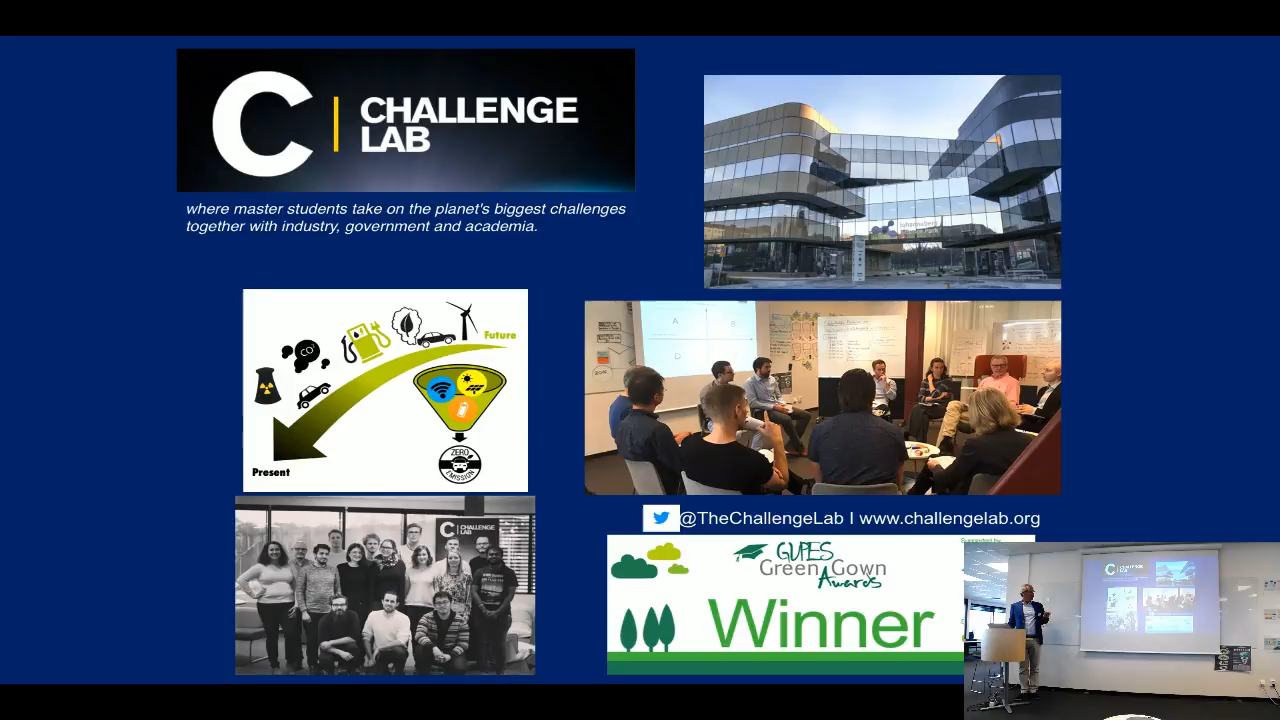 C
CHALLENGE
LAB
where master students take on the planet's biggest challenges
together with industry, government and academia.
Future
CO²
Present
ZERO
EMISSION
A
B
D
C
CHALLENGE
LAB
@TheChallengeLab I www.challengelab.org
GUPES
Green Gown
Awards
Winner